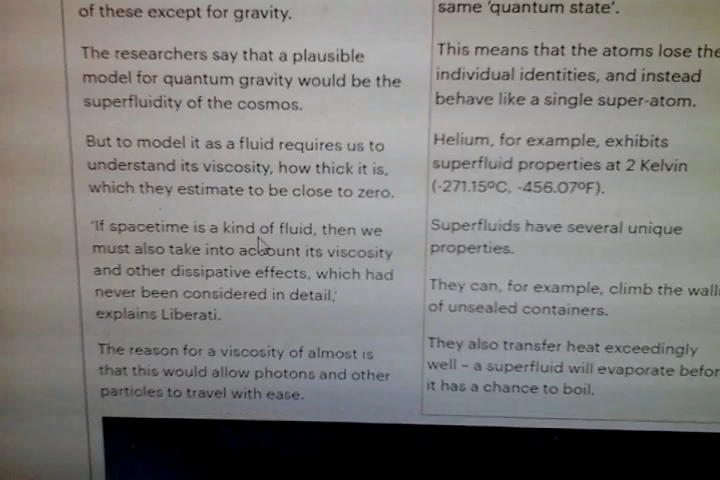 of these except for gravity.
The researchers say that a plausible
model for quantum gravity would be the
superfluidity of the cosmos.
But to model it as a fluid requires us to
understand its viscosity, how thick it is,
which they estimate to be close to zero.
'If spacetime is a kind of fluid, then we
must also take into account its viscosity
and other dissipative effects, which had
never been considered in detail,'
explains Liberati.
The reason for a viscosity of almost is
that this would allow photons and other
particles to travel with ease.
same 'quantum state'.
This means that the atoms lose the
individual identities, and instead
behave like a single super-atom.
Helium, for example, exhibits
superfluid properties at 2 Kelvin
(-271.15ºC, -456.07ºF).
Superfluids have several unique
properties.
They can, for example, climb the wall
of unsealed containers.
They also transfer heat exceedingly
well – a superfluid will evaporate befor
it has a chance to boil.